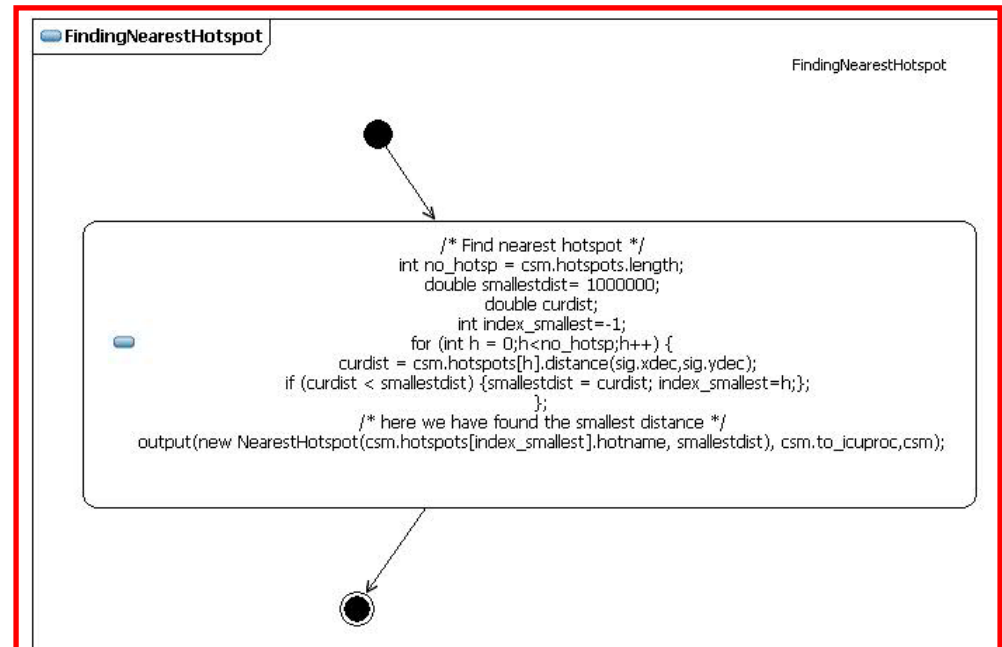 FindingNearestHotspot
FindingNearestHotspot
/* Find nearest hotspot */
int no_hotsp = csm.hotspots.length;
double smallestdist= 1000000;
double curdist;
int index_smallest=-1;
for (int h = 0;h<no_hotsp;h++) {
curdist = csm.hotspots[h].distance(sig.xdec,sig.ydec);
if (curdist < smallestdist) {smallestdist = curdist; index_smallest=h;};
};
/* here we have found the smallest distance */
output(new NearestHotspot(csm.hotspots[index_smallest].hotname, smallestdist), csm.to_icuproc,csm);